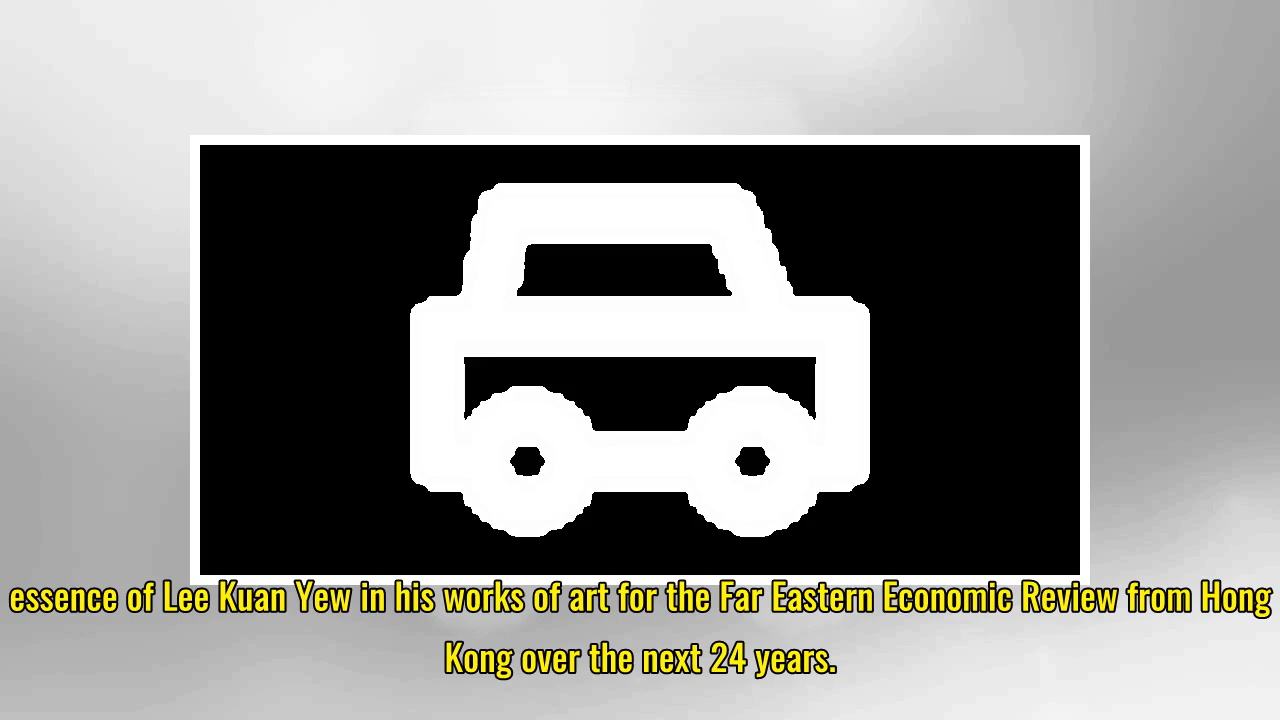 essence of Lee Kuan Yew in his works of art for the Far Eastern Economic Review from Hong
Kong over the next 24 years.